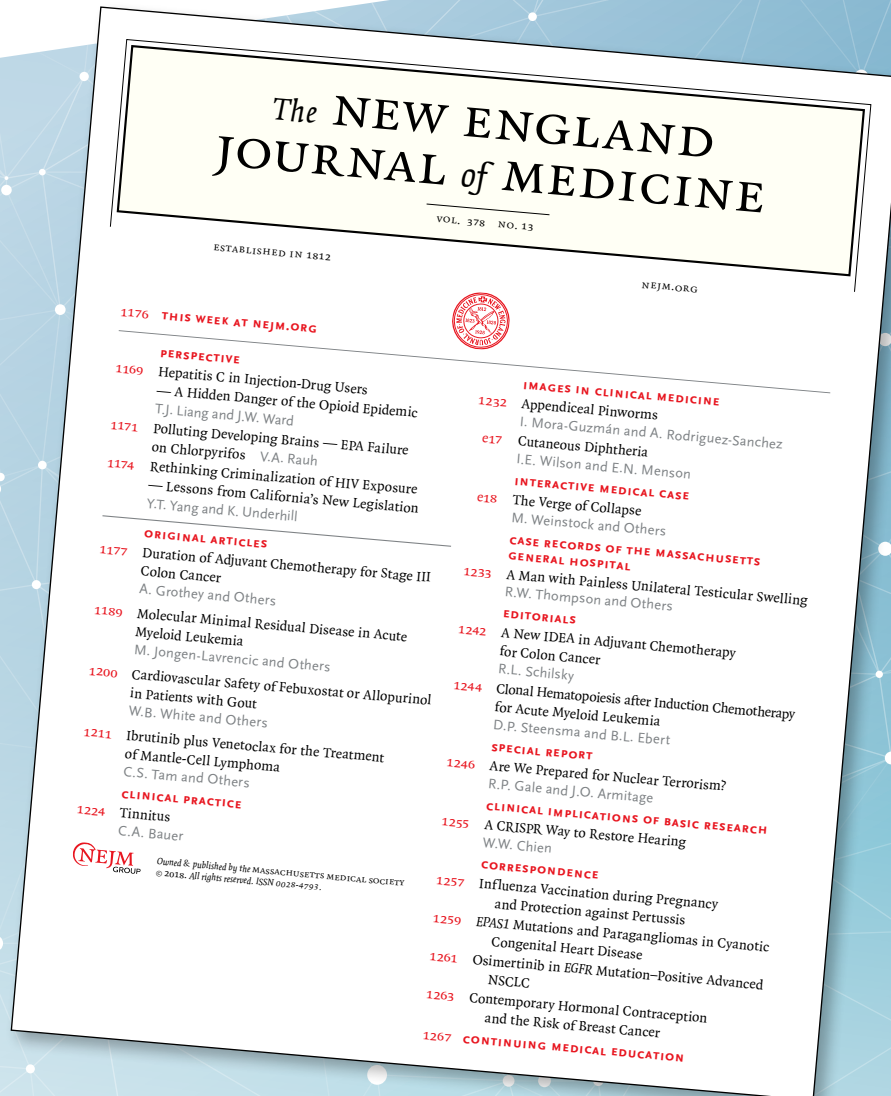 The NEW ENGLAND
JOURNAL of MEDICINE
VOL. 378 NO. 13
ESTABLISHED IN 1812
NEJM.ORG
1176 THIS WEEK AT NEJM.ORG
NEW ENGLAND JOURNAL OF MEDICINE
1812
1823
1828
1928
PERSPECTIVE
1169 Hepatitis C in Injection-Drug Users
— A Hidden Danger of the Opioid Epidemic
T.J. Liang and J.W. Ward
1171 Polluting Developing Brains — EPA Failure
on Chlorpyrifos V.A. Rauh
1174 Rethinking Criminalization of HIV Exposure
— Lessons from California’s New Legislation
Y.T. Yang and K. Underhill
ORIGINAL ARTICLES
1177 Duration of Adjuvant Chemotherapy for Stage III
Colon Cancer
A. Grothey and Others
1189 Molecular Minimal Residual Disease in Acute
Myeloid Leukemia
M. Jongen-Lavrencic and Others
1200 Cardiovascular Safety of Febuxostat or Allopurinol
in Patients with Gout
W.B. White and Others
1211 Ibrutinib plus Venetoclax for the Treatment
of Mantle-Cell Lymphoma
C.S. Tam and Others
CLINICAL PRACTICE
1224 Tinnitus
C.A. Bauer
NEJM
GROUP
Owned & published by the MASSACHUSETTS MEDICAL SOCIETY
© 2018. All rights reserved. ISSN 0028-4793.
IMAGES IN CLINICAL MEDICINE
1232 Appendiceal Pinworms
I. Mora-Guzmán and A. Rodriguez-Sanchez
e17 Cutaneous Diphtheria
I.E. Wilson and E.N. Menson
INTERACTIVE MEDICAL CASE
e18 The Verge of Collapse
M. Weinstock and Others
CASE RECORDS OF THE MASSACHUSETTS
GENERAL HOSPITAL
1233 A Man with Painless Unilateral Testicular Swelling
R.W. Thompson and Others
EDITORIALS
1242 A New IDEA in Adjuvant Chemotherapy
for Colon Cancer
R.L. Schilsky
1244 Clonal Hematopoiesis after Induction Chemotherapy
for Acute Myeloid Leukemia
D.P. Steensma and B.L. Ebert
SPECIAL REPORT
1246 Are We Prepared for Nuclear Terrorism?
R.P. Gale and J.O. Armitage
CLINICAL IMPLICATIONS OF BASIC RESEARCH
1255 A CRISPR Way to Restore Hearing
W.W. Chien
CORRESPONDENCE
1257 Influenza Vaccination during Pregnancy
and Protection against Pertussis
1259 EPAS1 Mutations and Paragangliomas in Cyanotic
Congenital Heart Disease
1261 Osimertinib in EGFR Mutation–Positive Advanced
NSCLC
1263 Contemporary Hormonal Contraception
and the Risk of Breast Cancer
1267 CONTINUING MEDICAL EDUCATION